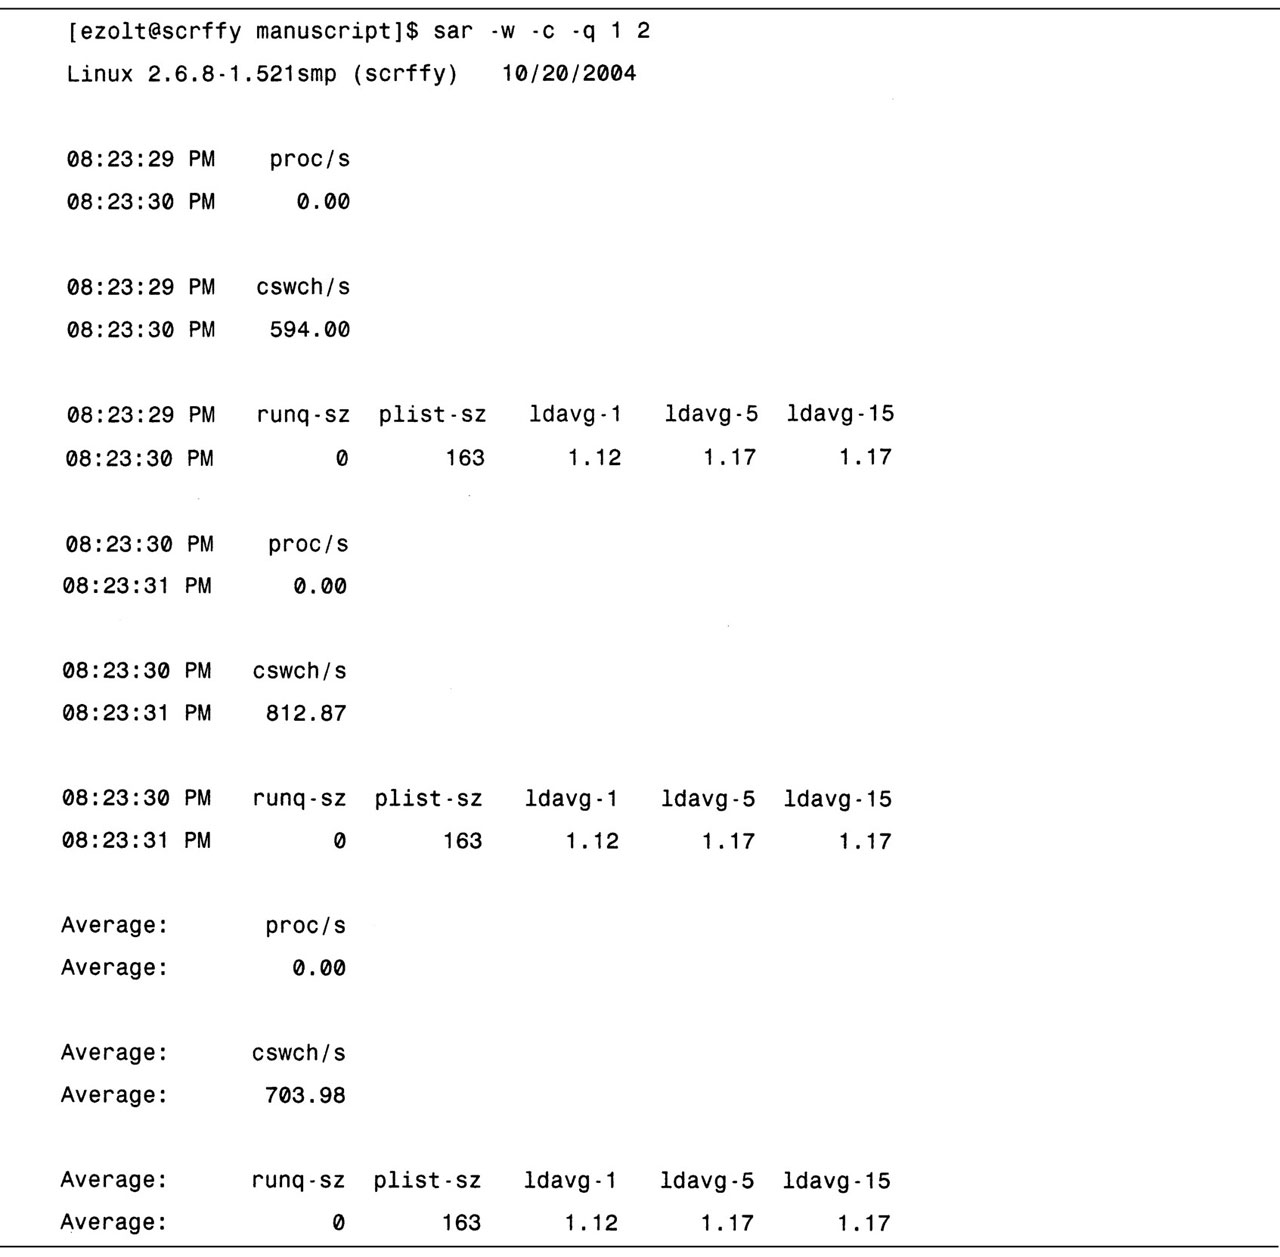 [ezolt@scrffy manuscript]$ sar -w -c -q 1 2
Linux 2.6.8-1.521smp (scrffy)   10/20/2004
08:23:29 PM    proc/s
08:23:30 PM      0.00
08:23:29 PM   cswch/s
08:23:30 PM    594.00
08:23:29 PM   runq-sz  plist-sz   ldavg-1   ldavg-5  ldavg-15
08:23:30 PM         0       163      1.12      1.17      1.17
08:23:30 PM    proc/s
08:23:31 PM      0.00
08:23:30 PM   cswch/s
08:23:31 PM    812.87
08:23:30 PM   runq-sz  plist-sz   ldavg-1   ldavg-5  ldavg-15
08:23:31 PM         0       163      1.12      1.17      1.17
Average:       proc/s
Average:         0.00
Average:      cswch/s
Average:       703.98
Average:      runq-sz  plist-sz   ldavg-1   ldavg-5  ldavg-15
Average:            0       163      1.12      1.17      1.17